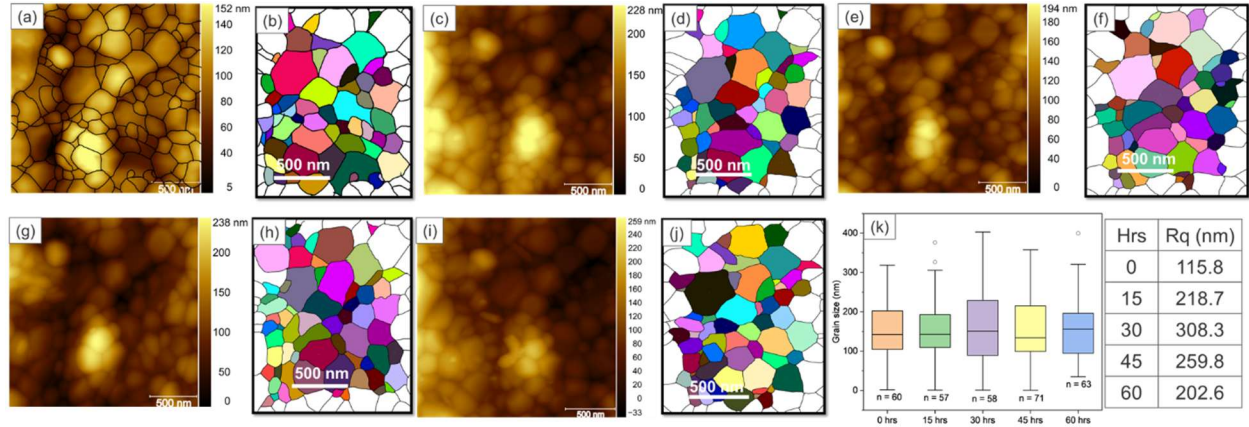 (a)
152 nm
120
100
80
60
40
5
500 nm
(b)
500 nm
(c)
228 nm
150
100
50
0
500 nm
(d)
500 nm
(e)
194 nm
160
140
120
100
80
60
40
0
500 nm
(f)
500 nm
(g)
238 nm
200
150
100
50
0
500 nm
(h)
500 nm
(i)
259 nm
220
200
180
160
140
120
100
80
60
40
20
0
−33
500 nm
(j)
500 nm
(k)
Grain size (nm)
400
300
200
100
0
n = 60
n = 57
n = 58
n = 71
n = 63
0 hrs
15 hrs
30 hrs
45 hrs
60 hrs
Hrs Rq (nm)
0 115.8
15 218.7
30 308.3
45 259.8
60 202.6